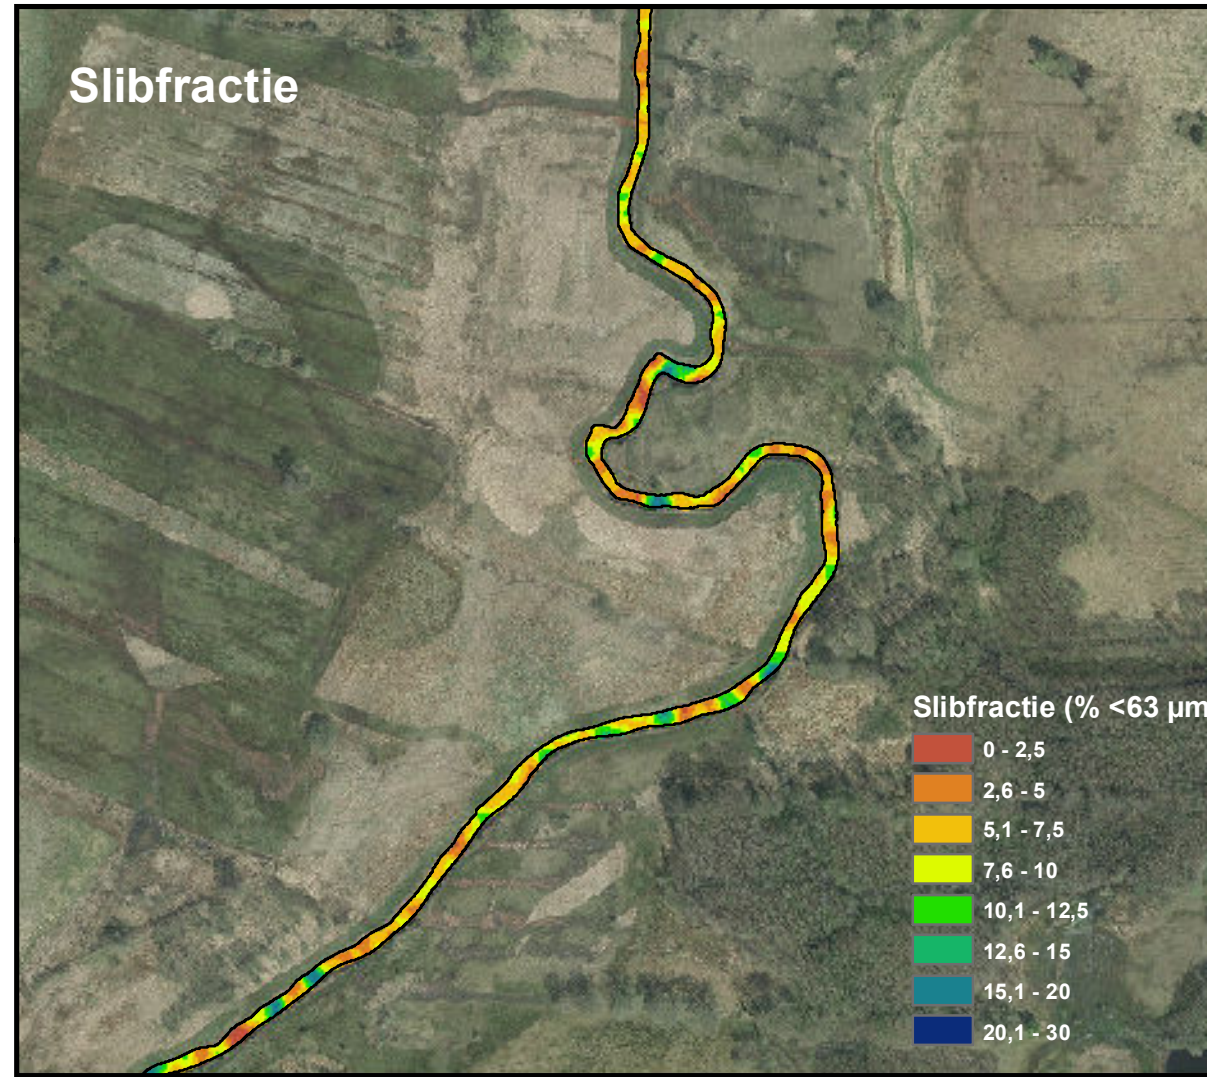 Slibfractie
Slibfractie (% <63 µm
0 - 2,5
2,6 - 5
5,1 - 7,5
7,6 - 10
10,1 - 12,5
12,6 - 15
15,1 - 20
20,1 - 30